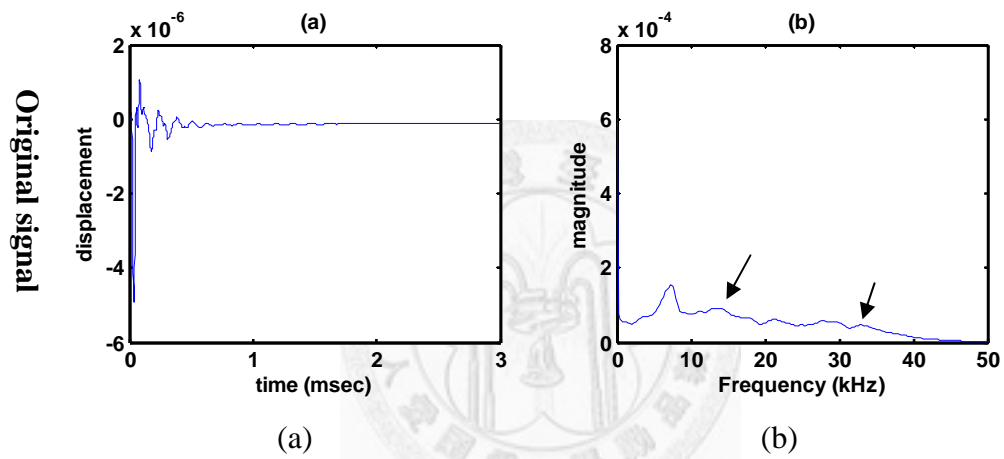 Original signal
(a)
x 10^-6
2
0
-2
-4
-6
displacement
0
1
2
3
time (msec)
(b)
x 10^-4
8
6
4
2
0
magnitude
0
10
20
30
40
50
Frequency (kHz)
(a)
(b)